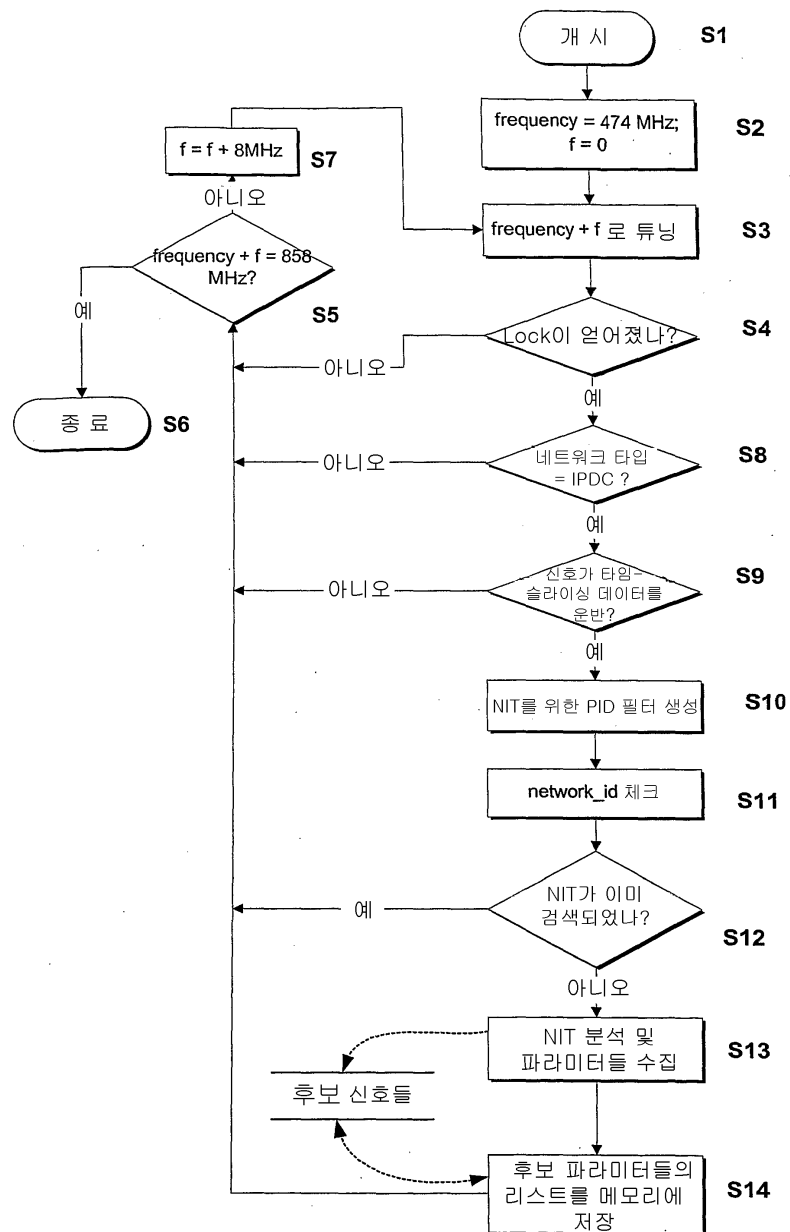 개 시
S1
frequency = 474 MHz;
f = 0
S2
f = f + 8MHz
S7
아니오
frequency + f 로 튜닝
S3
frequency + f = 858
MHz?
S5
예
종 료
S6
Lock이 얻어졌나?
S4
아니오
예
네트워크 타입
= IPDC ?
S8
아니오
예
신호가 타임-
슬라이싱 데이터를
운반?
S9
아니오
예
NIT를 위한 PID 필터 생성
S10
network_id 체크
S11
NIT가 이미
검색되었나?
S12
예
아니오
NIT 분석 및
파라미터들 수집
S13
후보 신호들
후보 파라미터들의
리스트를 메모리에
저장
S14